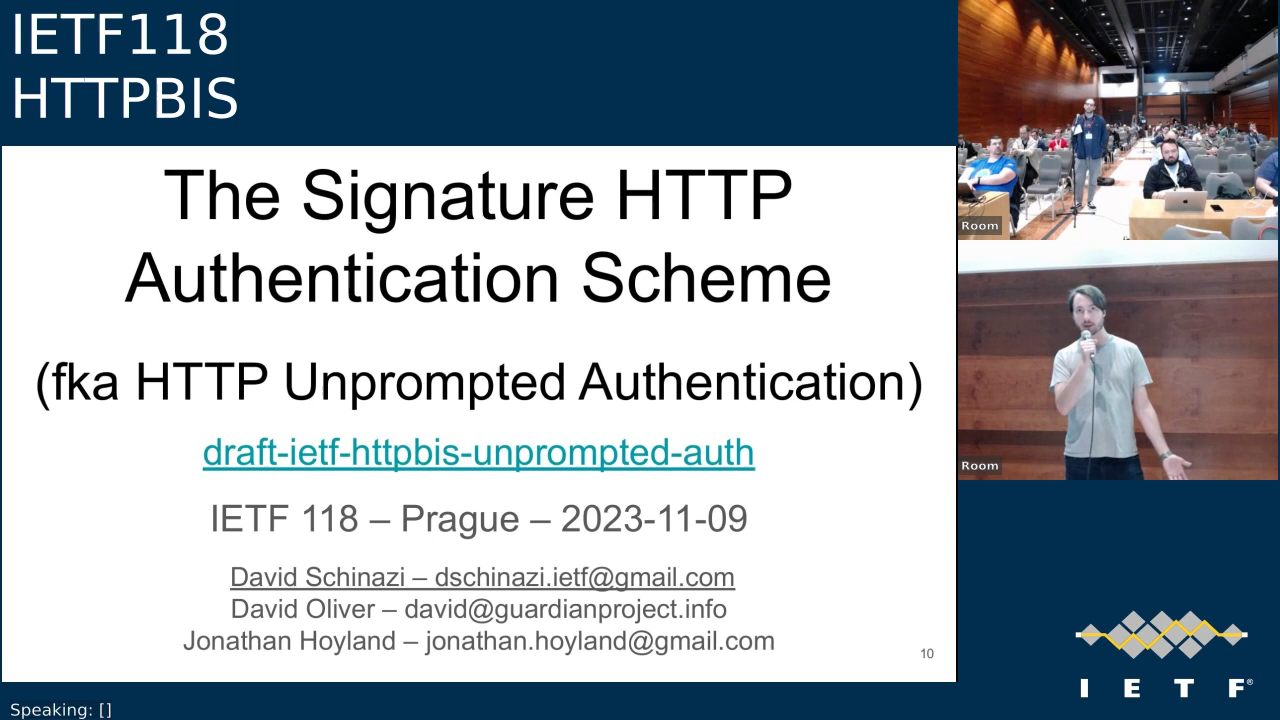 IETF118
HTTPBIS
The Signature HTTP
Authentication Scheme
(fka HTTP Unprompted Authentication)
draft-ietf-httpbis-unprompted-auth
IETF 118 – Prague – 2023-11-09
David Schinazi – dschinazi.ietf@gmail.com
David Oliver – david@guardianproject.info
Jonathan Hoyland – jonathan.hoyland@gmail.com
10
Room
Room
I E T F®
Speaking: []